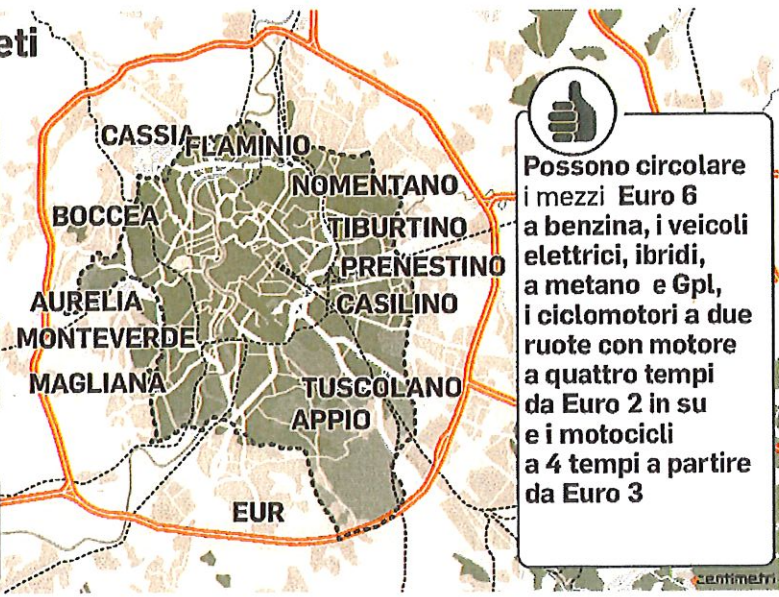 eti
CASSIA
FLAMINIO
NOMENTANO
BOCCEA
TIBURTINO
PRENESTINO
AURELIA
CASILINO
MONTEVERDE
MAGLIANA
TUSCOLANO
APPIO
EUR
Possono circolare
i mezzi Euro 6
a benzina, i veicoli
elettrici, ibridi,
a metano e Gpl,
i ciclomotori a due
ruote con motore
a quattro tempi
da Euro 2 in su
e i motocicli
a 4 tempi a partire
da Euro 3
centimetri